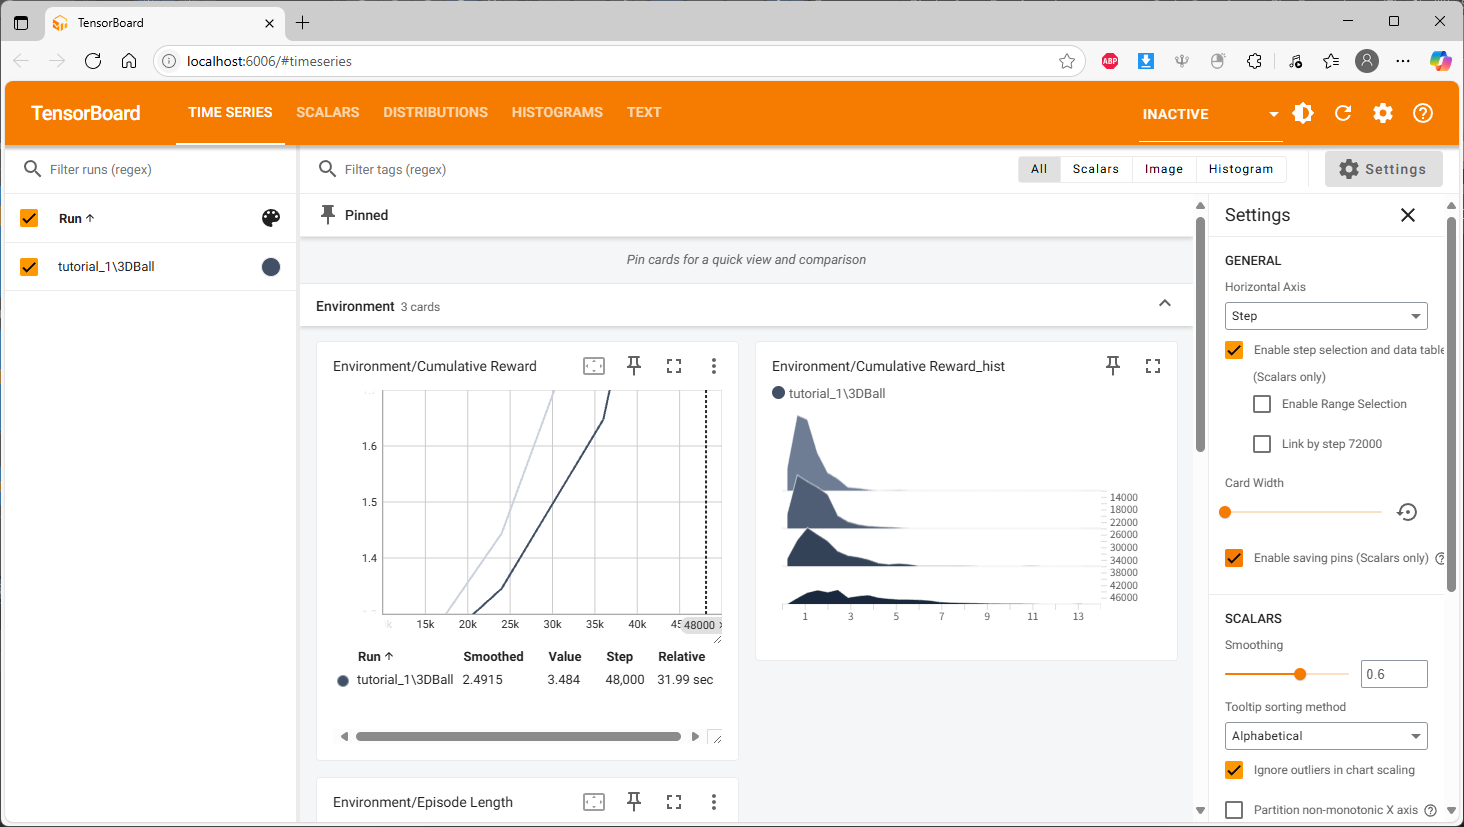 TensorBoard
localhost:6006/#timeseries
ABP
TensorBoard TIME SERIES SCALARS DISTRIBUTIONS HISTOGRAMS TEXT INACTIVE
Filter runs (regex)
Filter tags (regex)
All Scalars Image Histogram
Settings
Run
tutorial_1\3DBall
Pinned
Pin cards for a quick view and comparison
Environment 3 cards
Environment/Cumulative Reward
1.6
1.5
1.4
15k 20k 25k 30k 35k 40k 45 48000
Run Smoothed Value Step Relative
tutorial_1\3DBall 2.4915 3.484 48,000 31.99 sec
Environment/Cumulative Reward_hist
tutorial_1\3DBall
14000
18000
22000
26000
30000
34000
38000
42000
46000
1 3 5 7 9 11 13
Environment/Episode Length
Settings
GENERAL
Horizontal Axis
Step
Enable step selection and data table
(Scalars only)
Enable Range Selection
Link by step 72000
Card Width
Enable saving pins (Scalars only)
SCALARS
Smoothing
0.6
Tooltip sorting method
Alphabetical
Ignore outliers in chart scaling
Partition non-monotonic X axis